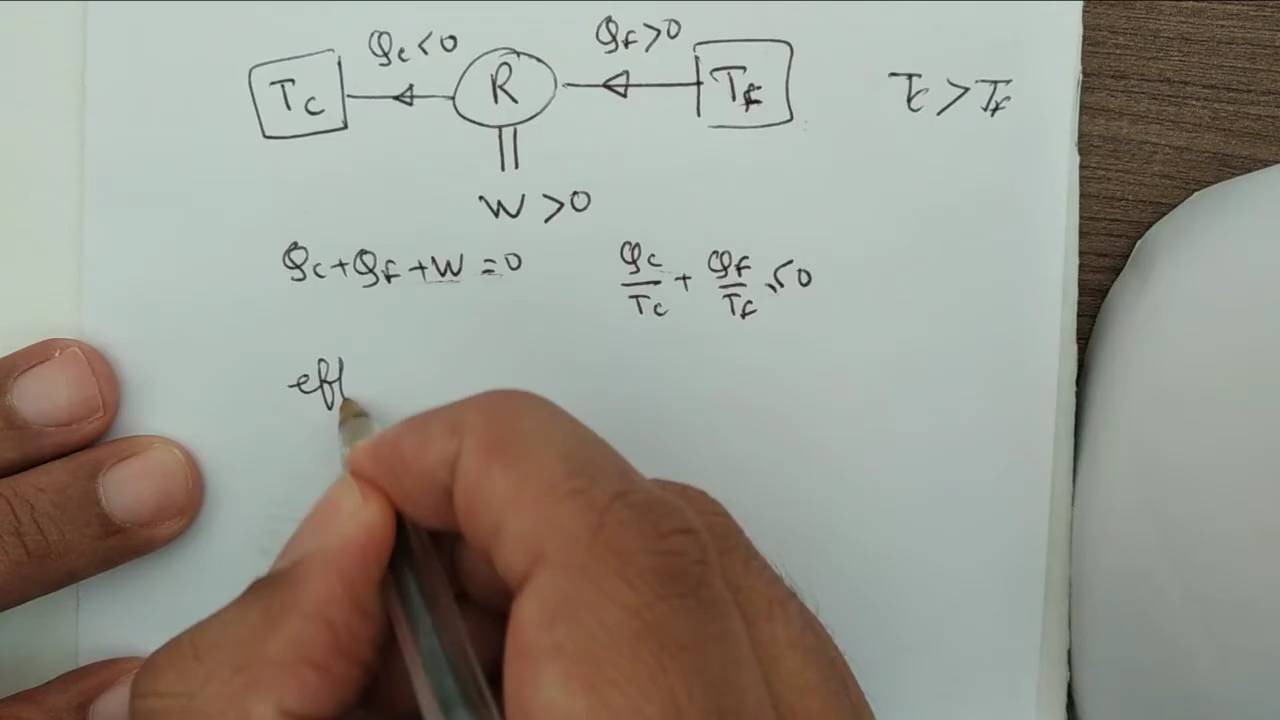 Qc<0 Qf>0
Tc R Tf Tc > Tf
W >0
Qc+Qf+W=0 Qc/Tc + Qf/Tf ≤0
eff